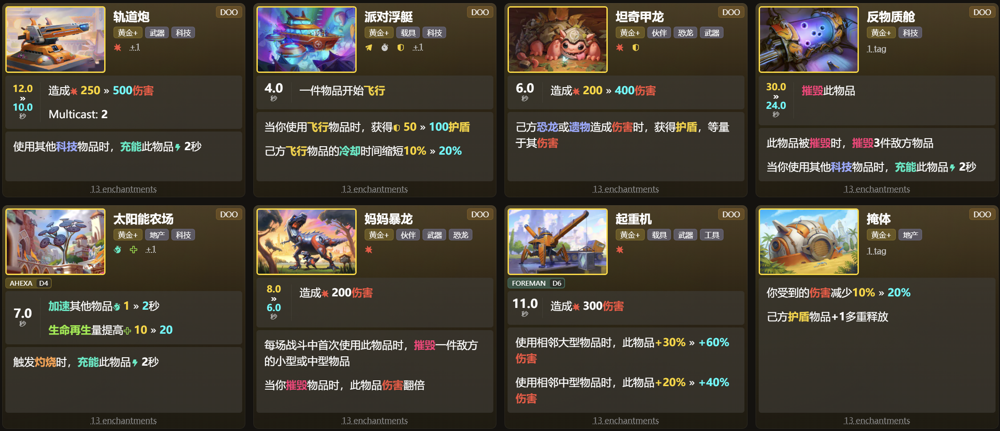 轨道炮
DOO
黄金+ 武器 科技
+1
12.0
»
10.0
秒
造成 250 » 500伤害
Multicast: 2
使用其他科技物品时，充能此物品 2秒
13 enchantments
派对浮艇
DOO
黄金+ 载具 科技
+1
4.0
秒
一件物品开始飞行
当你使用飞行物品时，获得 50 » 100护盾
己方飞行物品的冷却时间缩短10% » 20%
13 enchantments
坦奇甲龙
DOO
黄金+ 伙伴 恐龙 武器
6.0
秒
造成 200 » 400伤害
己方恐龙或遗物造成伤害时，获得护盾，等量
于其伤害
13 enchantments
反物质舱
DOO
黄金+ 科技
1 tag
30.0
»
24.0
秒
摧毁此物品
此物品被摧毁时，摧毁3件敌方物品
当你使用其他科技物品时，充能此物品 2秒
13 enchantments
太阳能农场
DOO
黄金+ 地产 科技
+1
AHEXA D4
7.0
秒
加速其他物品 1 » 2秒
生命再生量提高 10 » 20
触发灼烧时，充能此物品 2秒
13 enchantments
妈妈暴龙
DOO
黄金+ 伙伴 武器 恐龙
8.0
»
6.0
秒
造成 200伤害
每场战斗中首次使用此物品时，摧毁一件敌方
的小型或中型物品
当你摧毁物品时，此物品伤害翻倍
13 enchantments
起重机
DOO
黄金+ 载具 武器 工具
FOREMAN D6
11.0
秒
造成 300伤害
使用相邻大型物品时，此物品+30% » +60%
伤害
使用相邻中型物品时，此物品+20% » +40%
伤害
13 enchantments
掩体
DOO
黄金+ 地产
1 tag
你受到的伤害减少10% » 20%
己方护盾物品+1多重释放
13 enchantments